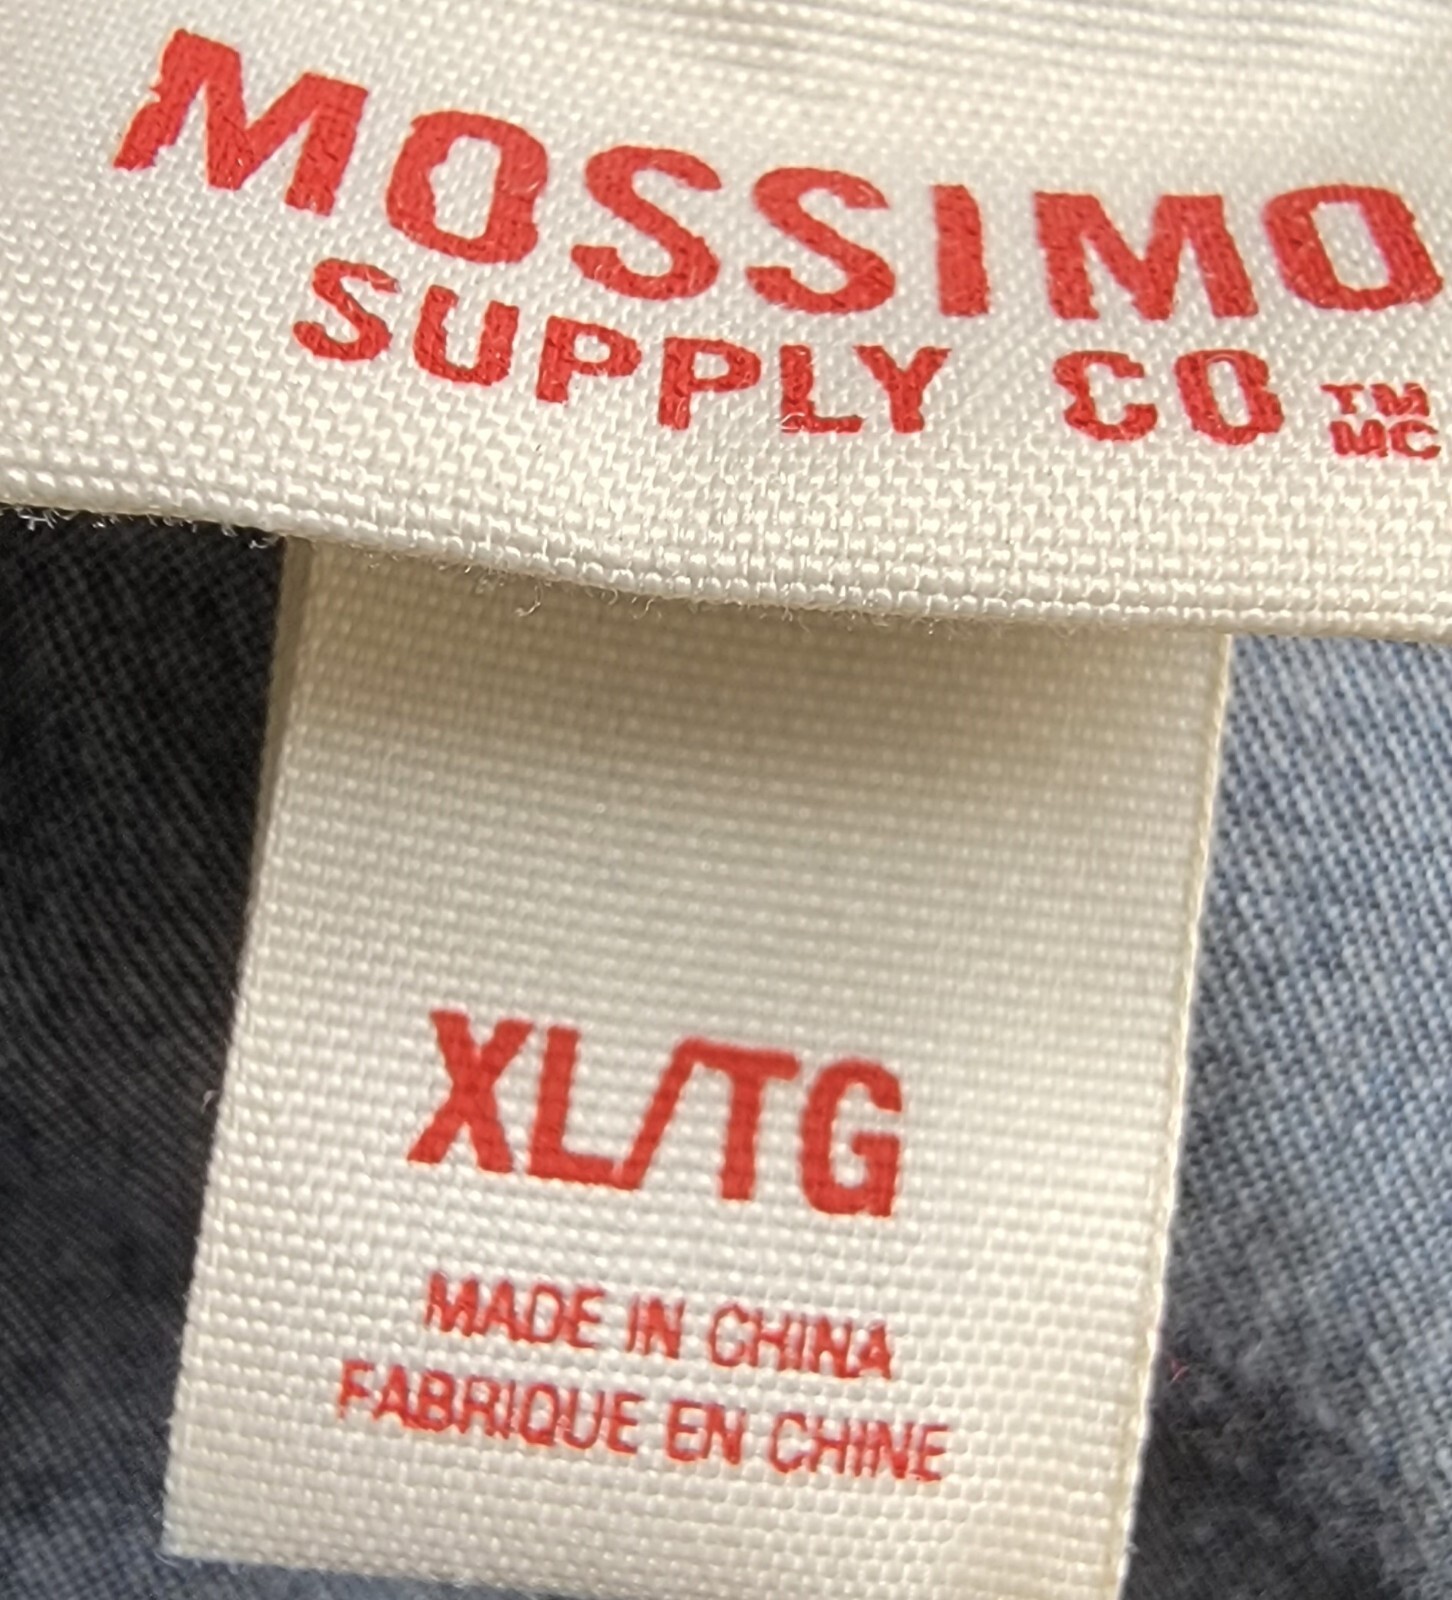 MOSSIMO
SUPPLY CO TM MC
XL/TG
MADE IN CHINA
FABRIQUE EN CHINE